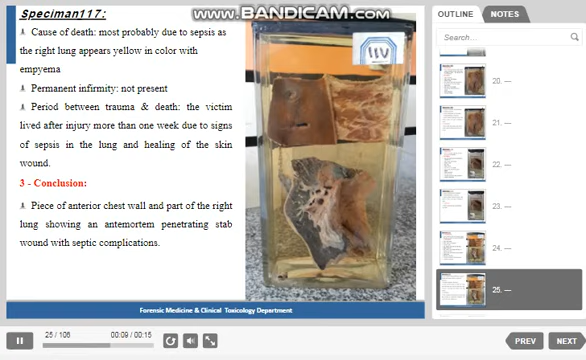 www.BANDICAM.com
Speciman117:
Cause of death: most probably due to sepsis as
the right lung appears yellow in color with
empyema
Permanent infirmity: not present
Period between trauma & death: the victim
lived after injury more than one week due to signs
of sepsis in the lung and healing of the skin
wound.
3 - Conclusion:
Piece of anterior chest wall and part of the right
lung showing an antemortem penetrating stab
wound with septic complications.
١١٧
Forensic Medicine & Clinical Toxicology Department
OUTLINE
NOTES
Search...
20. —
21. —
22. —
23. —
24. —
25. —
25 / 106
00:09 / 00:15
PREV
NEXT